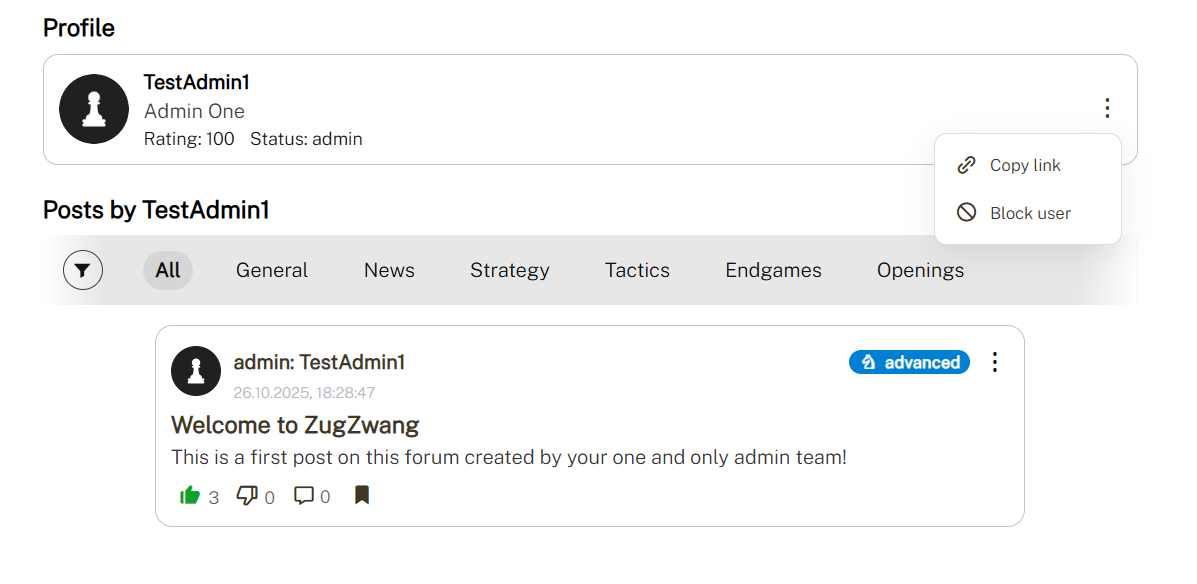 Profile
TestAdmin1
Admin One
Rating: 100 Status: admin
Copy link
Block user
Posts by TestAdmin1
All General News Strategy Tactics Endgames Openings
admin: TestAdmin1 advanced
26.10.2025, 18:28:47
Welcome to ZugZwang
This is a first post on this forum created by your one and only admin team!
3 0 0